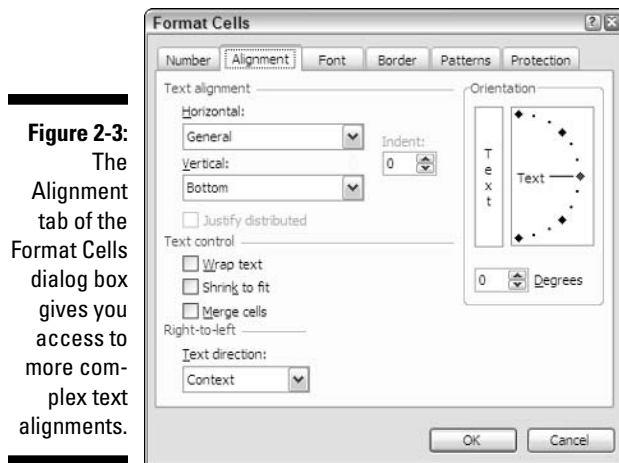 Figure 2-3:
The
Alignment
tab of the
Format Cells
dialog box
gives you
access to
more com-
plex text
alignments.
Format Cells
Number Alignment Font Border Patterns Protection
Text alignment
Horizontal:
General
Indent:
0
Vertical:
Bottom
Justify distributed
Text control
Wrap text
Shrink to fit
Merge cells
Right-to-left
Text direction:
Context
Orientation
T
e
x
t
Text
0 Degrees
OK Cancel